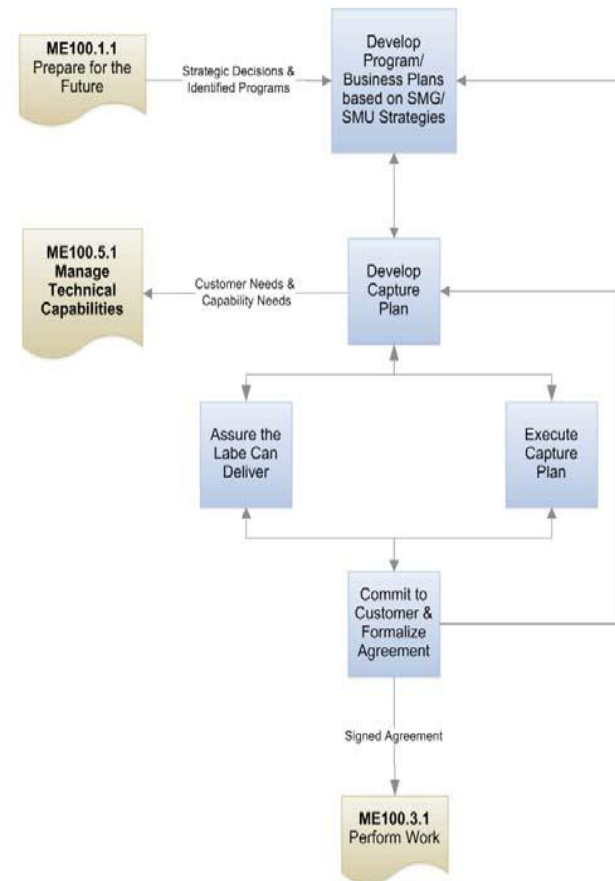 ME100.1.1
Prepare for the
Future
Strategic Decisions &
Identified Programs
Develop
Program/
Business Plans
based on SMG/
SMU Strategies
ME100.5.1
Manage
Technical
Capabilities
Customer Needs &
Capability Needs
Develop
Capture
Plan
Assure the
Labe Can
Deliver
Execute
Capture
Plan
Commit to
Customer &
Formalize
Agreement
Signed Agreement
ME100.3.1
Perform Work